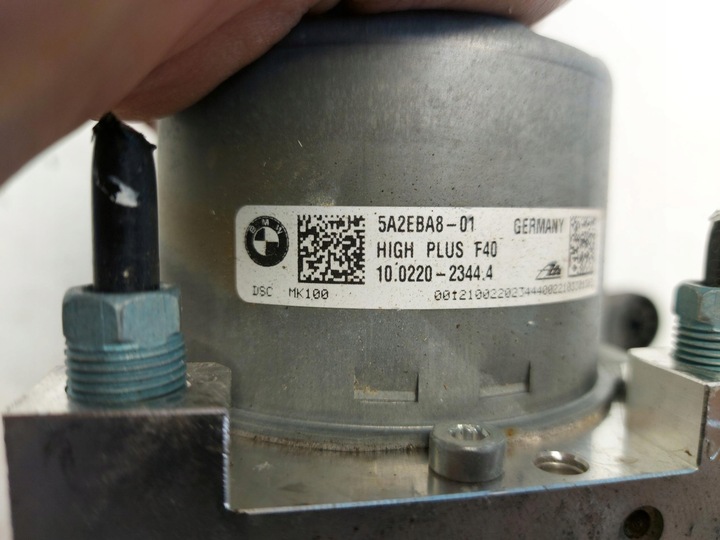 BMW
5A2EBA8-01 GERMANY
HIGH PLUS F40
10.0220-2344.4
DSC MK100